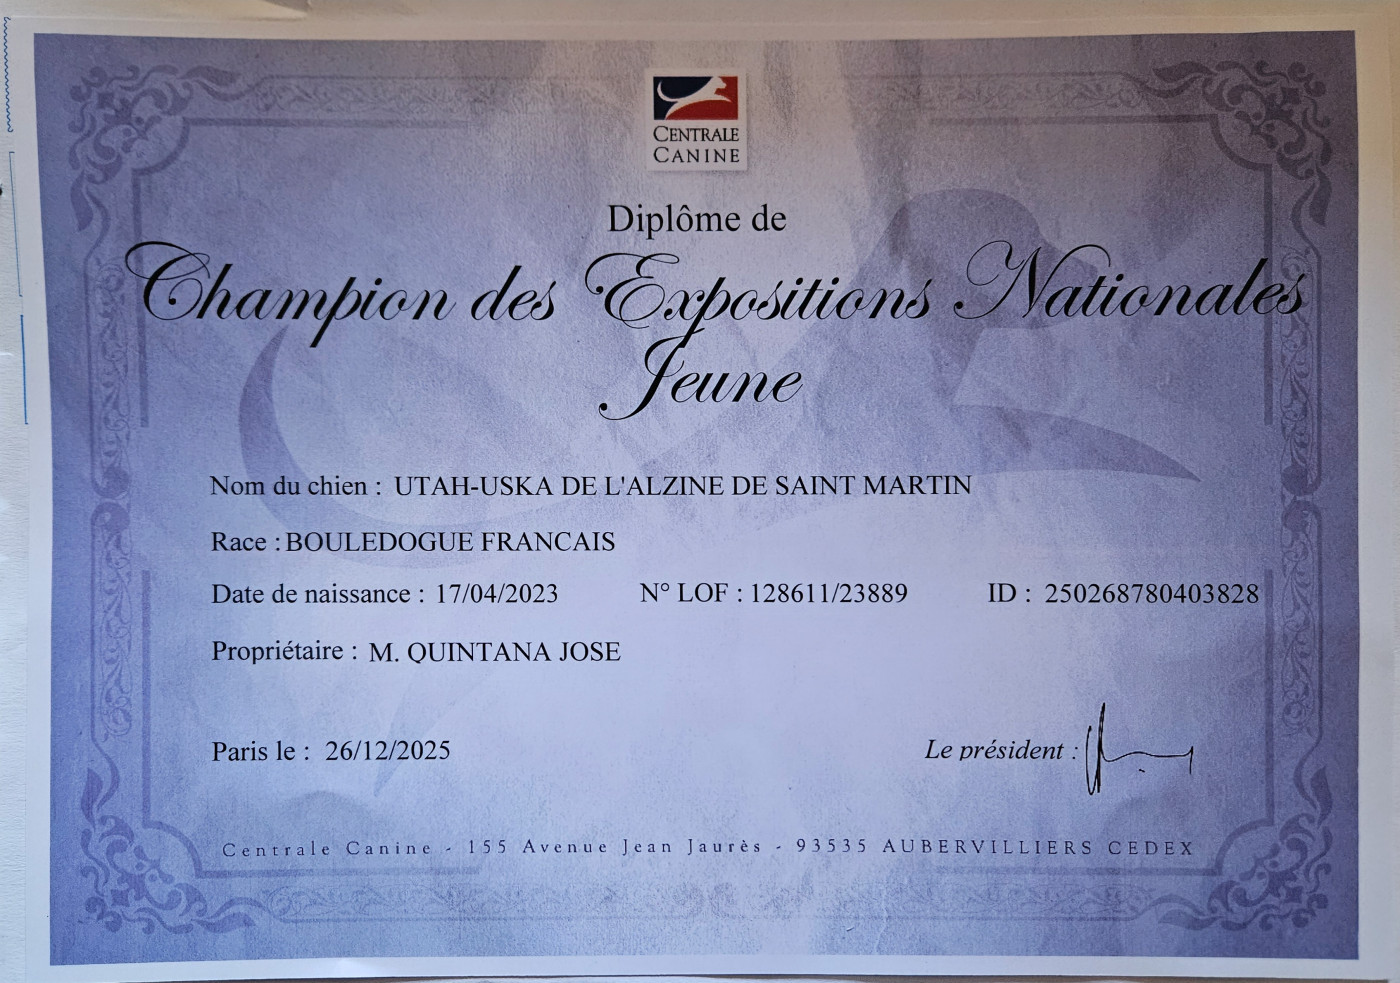 CENTRALE
CANINE
Diplôme de
Champion des Expositions Nationales
Jeune
Nom du chien : UTAH-USKA DE L'ALZINE DE SAINT MARTIN
Race : BOULEDOGUE FRANCAIS
Date de naissance : 17/04/2023 N° LOF : 128611/23889 ID : 250268780403828
Propriétaire : M. QUINTANA JOSE
Paris le : 26/12/2025 Le président :
Centrale Canine - 155 Avenue Jean Jaurès - 93535 AUBERVILLIERS CEDEX